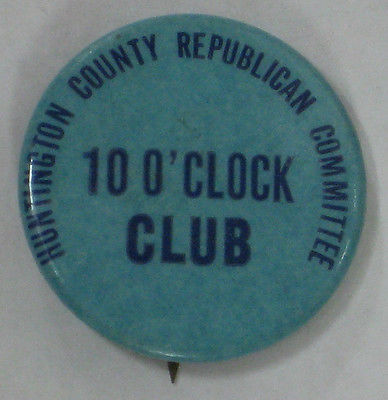 HUNTINGTON COUNTY REPUBLICAN COMMITTEE
10 O'CLOCK
CLUB